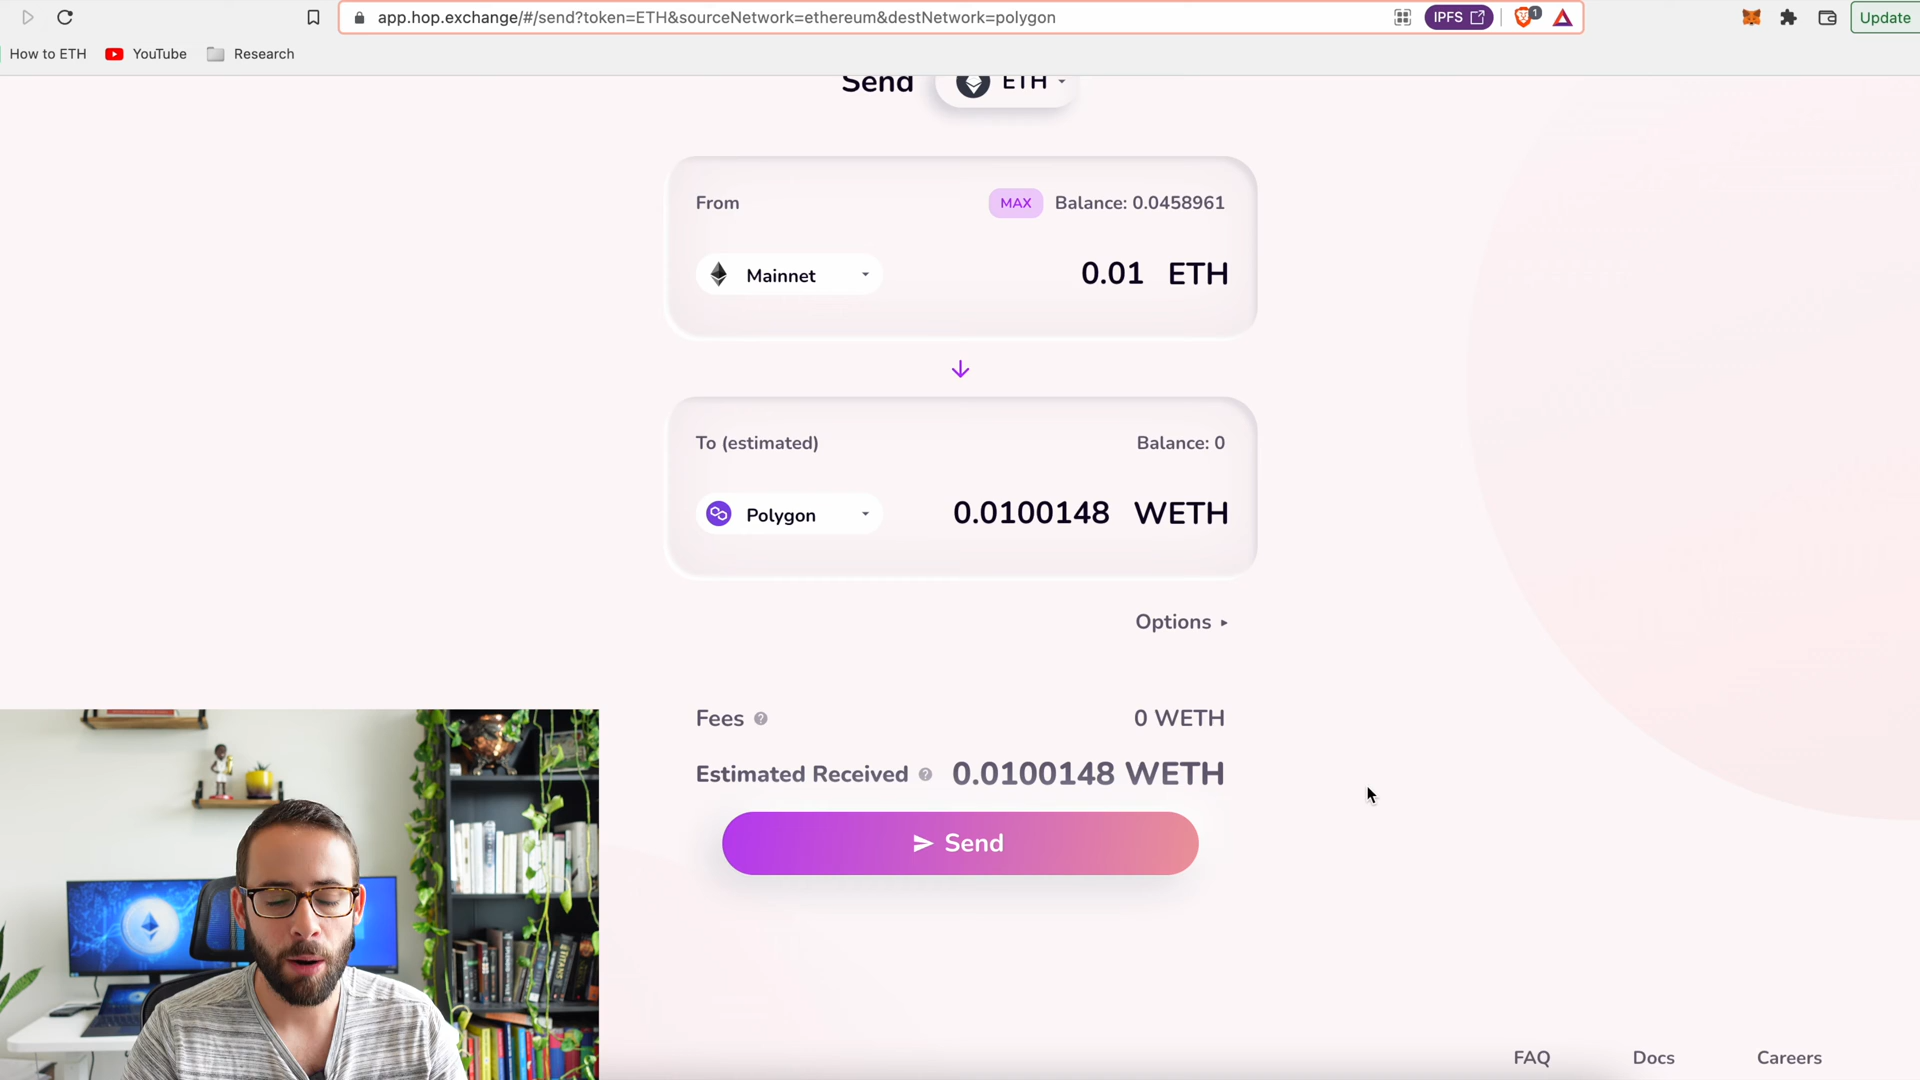 app.hop.exchange/#/send?token=ETH&sourceNetwork=ethereum&destNetwork=polygon
IPFS
1
Update
How to ETH
YouTube
Research
Send ETH
From
MAX
Balance: 0.0458961
Mainnet
0.01 ETH
To (estimated)
Balance: 0
Polygon
0.0100148 WETH
Options
Fees ?
0 WETH
Estimated Received ?
0.0100148 WETH
Send
FAQ
Docs
Careers